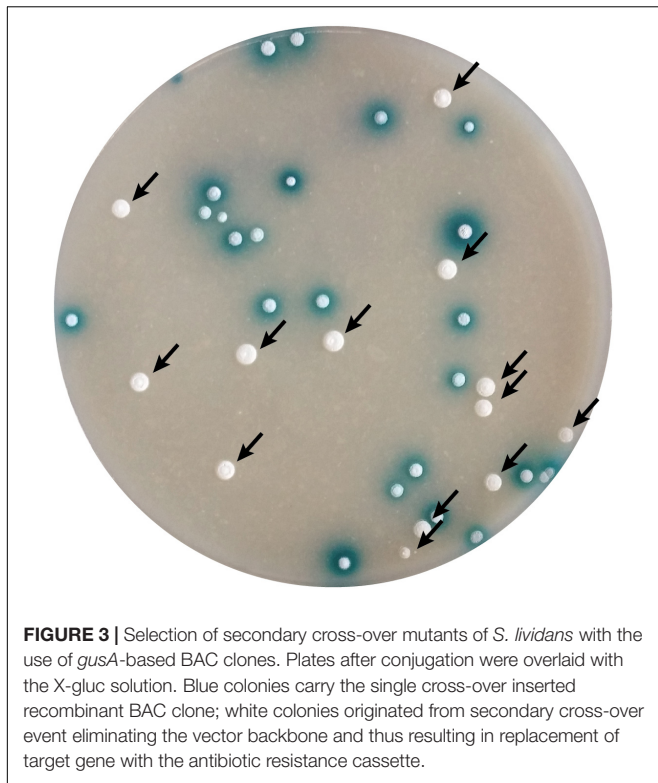 FIGURE 3 | Selection of secondary cross-over mutants of S. lividans with the
use of gusA-based BAC clones. Plates after conjugation were overlaid with
the X-gluc solution. Blue colonies carry the single cross-over inserted
recombinant BAC clone; white colonies originated from secondary cross-over
event eliminating the vector backbone and thus resulting in replacement of
target gene with the antibiotic resistance cassette.